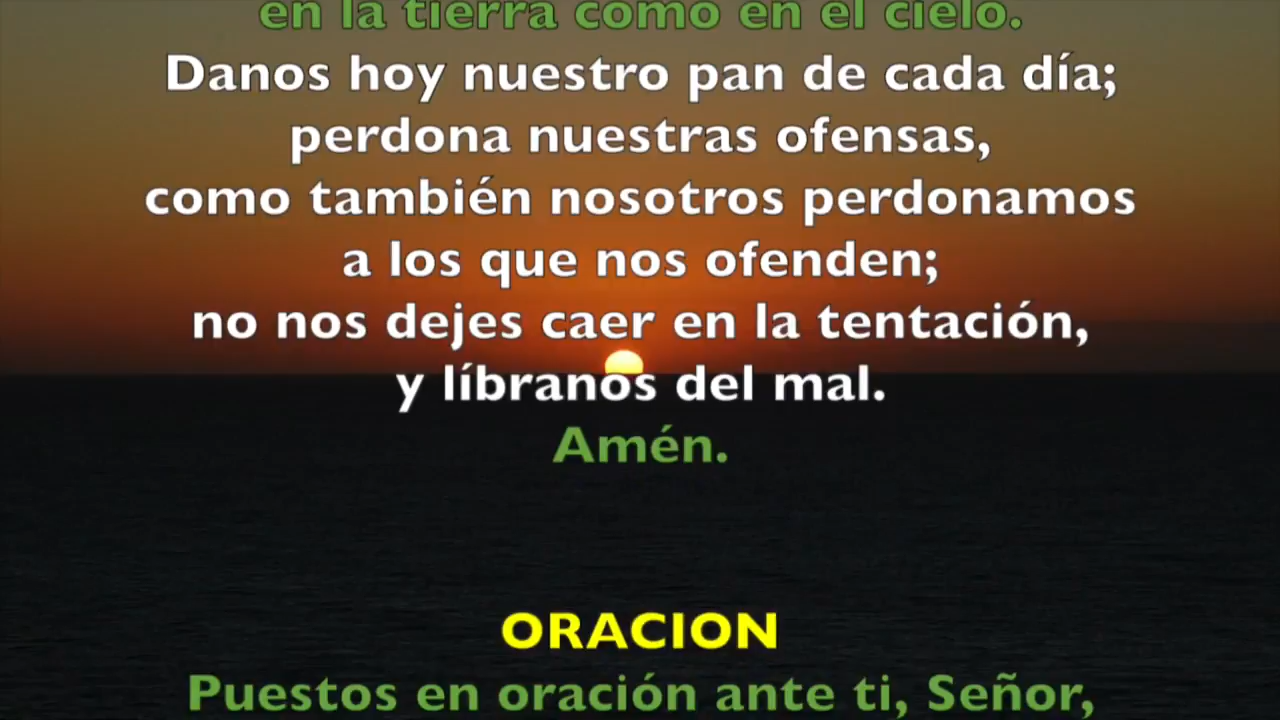 en la tierra como en el cielo.
Danos hoy nuestro pan de cada día;
perdona nuestras ofensas,
como también nosotros perdonamos
a los que nos ofenden;
no nos dejes caer en la tentación,
y líbranos del mal.
Amén.
ORACION
Puestos en oración ante ti, Señor,